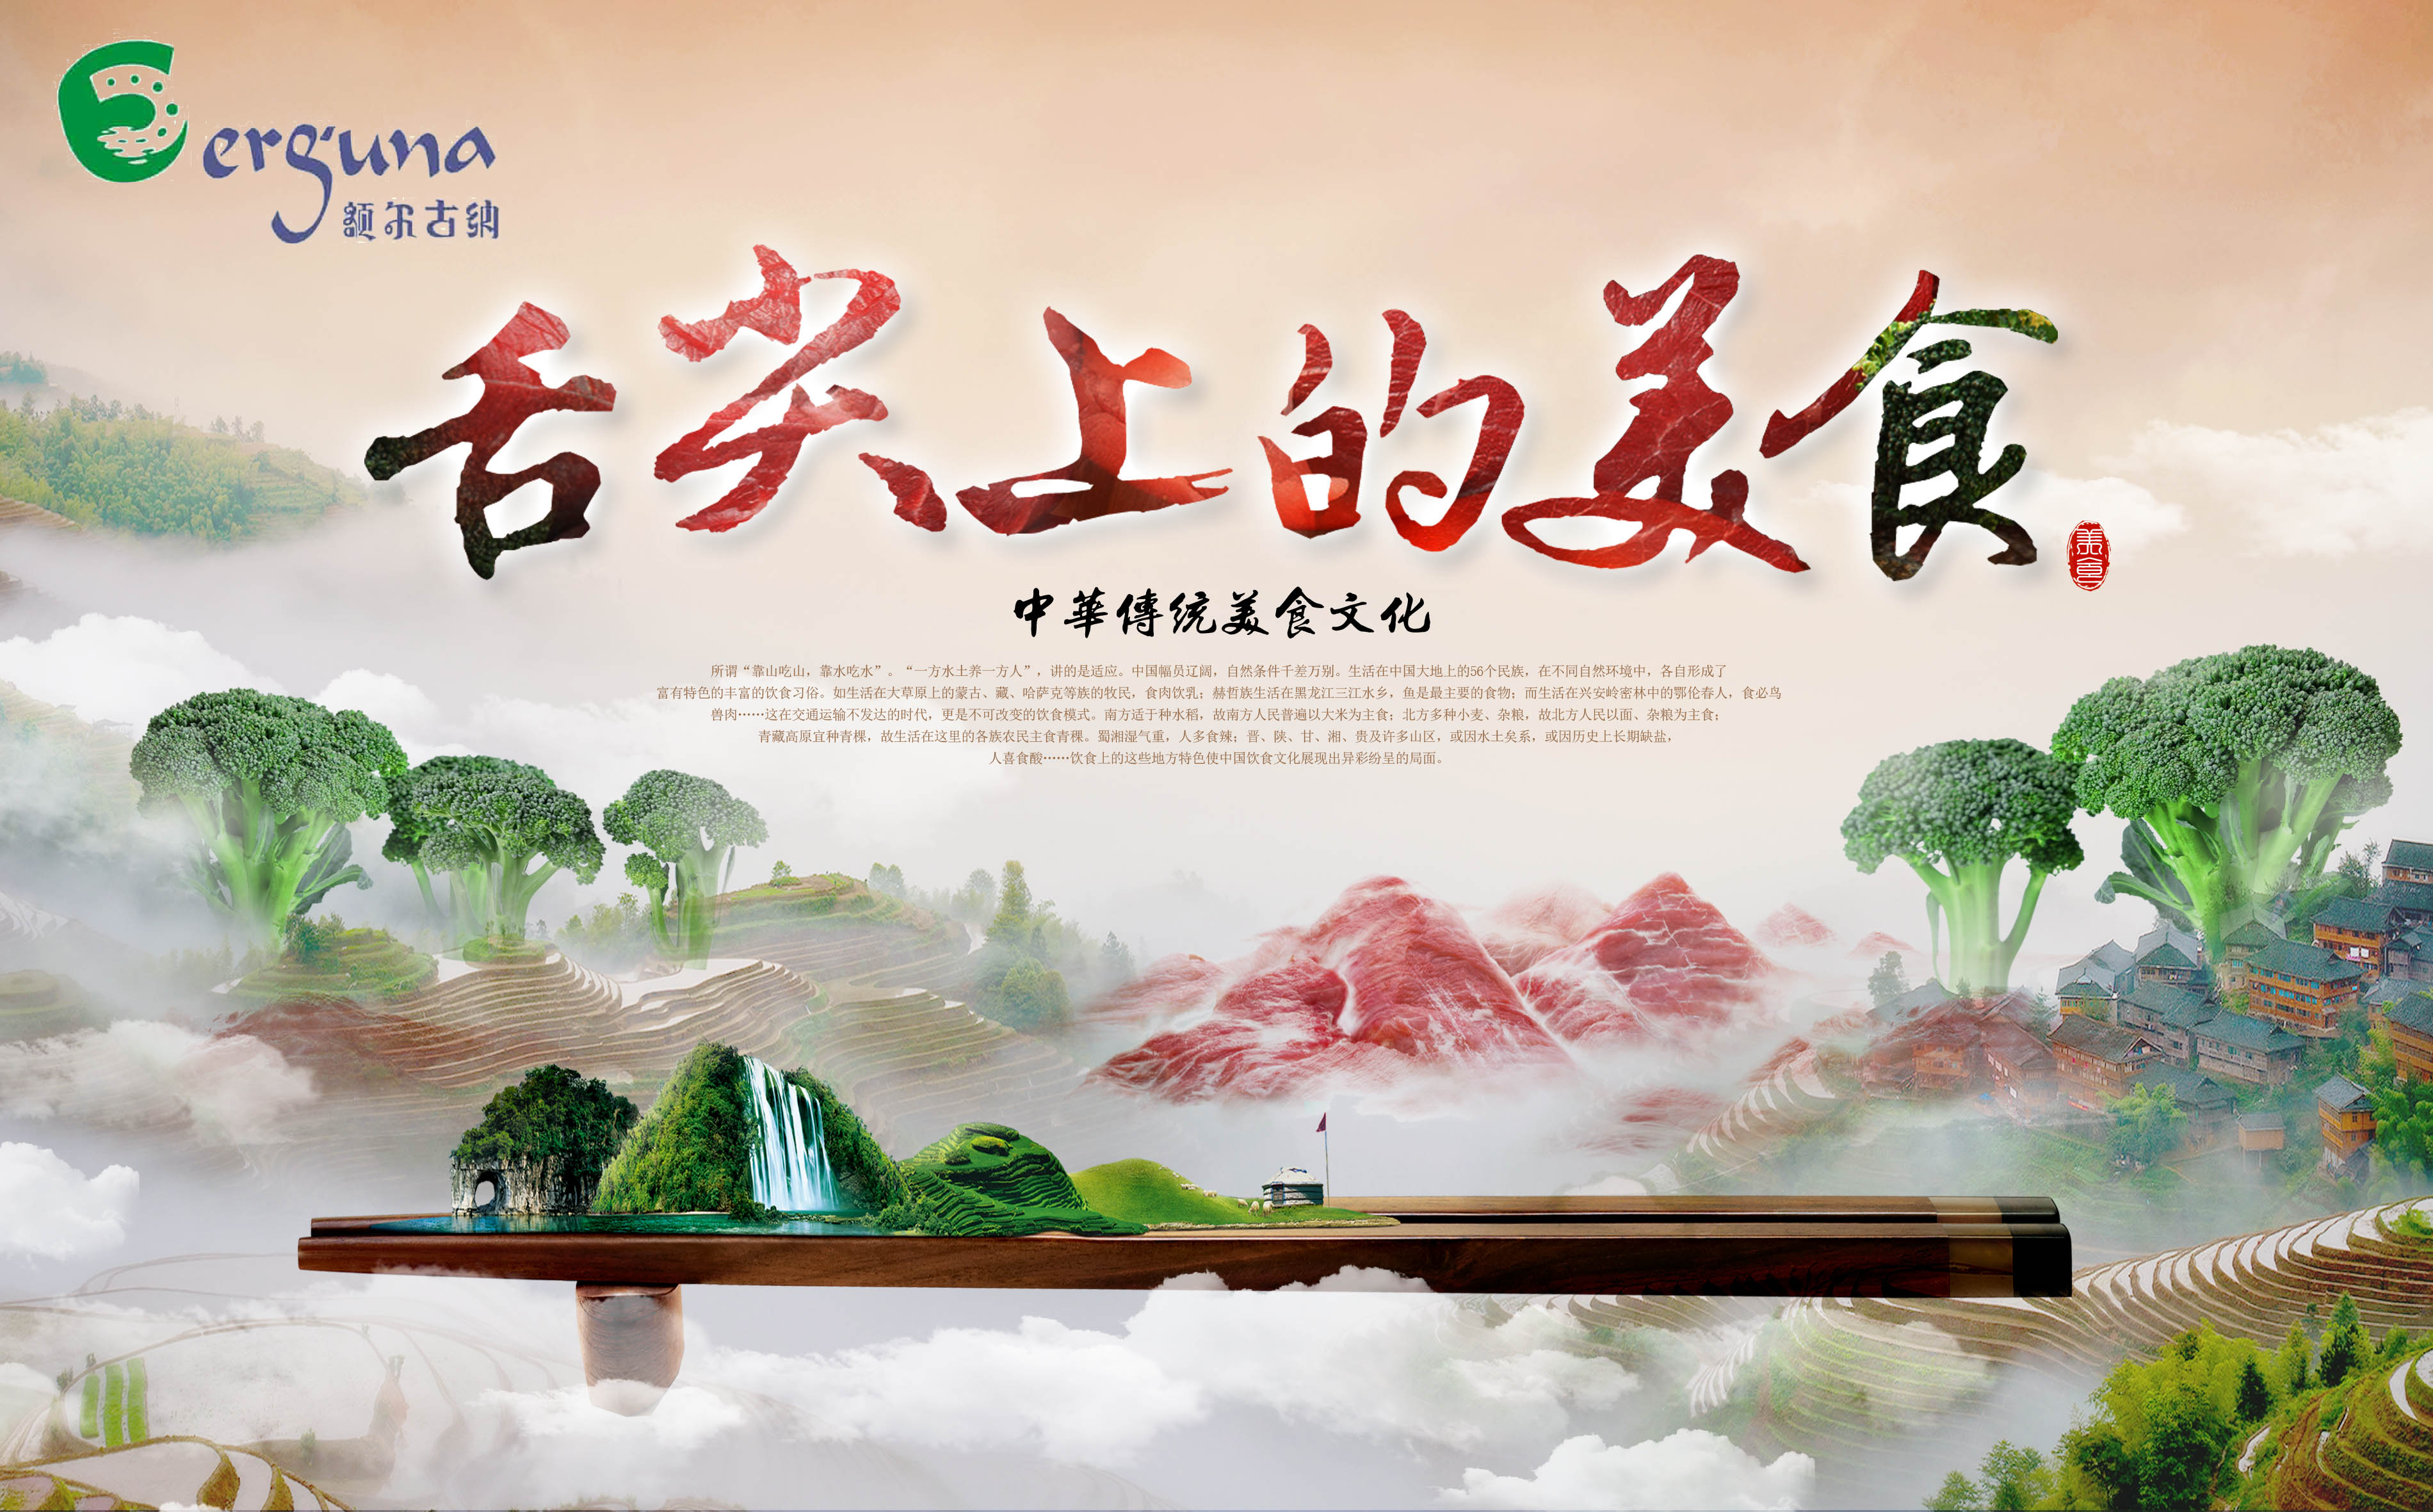 erguna
额尔古纳
舌尖上的美食
美食
中華傳统美食文化
所谓“靠山吃山，靠水吃水”。“一方水土养一方人”，讲的是适应。中国幅员辽阔，自然条件千差万别。生活在中国大地上的56个民族，在不同自然环境中，各自形成了
富有特色的丰富的饮食习俗。如生活在大草原上的蒙古、藏、哈萨克等族的牧民，食肉饮乳；赫哲族生活在黑龙江三江水乡，鱼是最主要的食物；而生活在兴安岭密林中的鄂伦春人，食必鸟
兽肉……这在交通运输不发达的时代，更是不可改变的饮食模式。南方适于种水稻，故南方人民普遍以大米为主食；北方多种小麦、杂粮，故北方人民以面、杂粮为主食；
青藏高原宜种青棵，故生活在这里的各族农民主食青稞。蜀湘湿气重，人多食辣；晋、陕、甘、湘、贵及许多山区，或因水土矣系，或因历史上长期缺盐，
人喜食酸……饮食上的这些地方特色使中国饮食文化展现出异彩纷呈的局面。